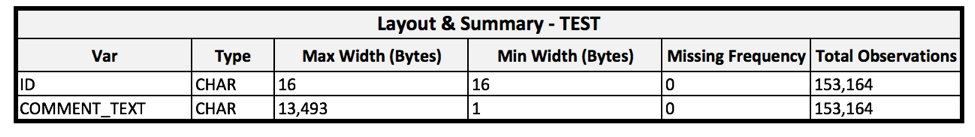 Layout & Summary - TEST
Var Type Max Width (Bytes) Min Width (Bytes) Missing Frequency Total Observations
ID CHAR 16 16 0 153,164
COMMENT_TEXT CHAR 13,493 1 0 153,164